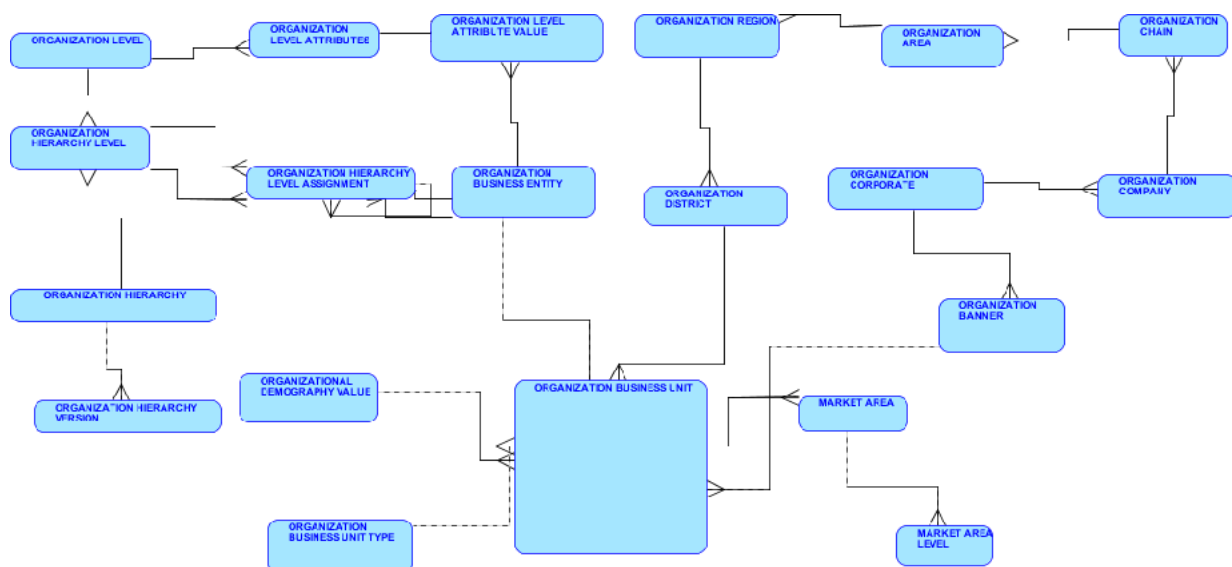 ORGANIZATION LEVEL
ORGANIZATION
LEVEL ATTRIBUTES
ORGANIZATION LEVEL
ATTRIBUTE VALUE
ORGANIZATION REGION
ORGANIZATION
AREA
ORGANIZATION
CHAIN
ORGANIZATION
HIERARCHY LEVEL
ORGANIZATION HIERARCHY
LEVEL ASSIGNMENT
ORGANIZATION
BUSINESS ENTITY
ORGANIZATION
DISTRICT
ORGANIZATION
CORPORATE
ORGANIZATION
COMPANY
ORGANIZATION HIERARCHY
ORGANIZATION
BANNER
ORGANIZATION HIERARCHY
VERSION
ORGANIZATIONAL
DEMOGRAPHY VALUE
ORGANIZATION BUSINESS UNIT
MARKET AREA
ORGANIZATION
BUSINESS UNIT TYPE
MARKET AREA
LEVEL